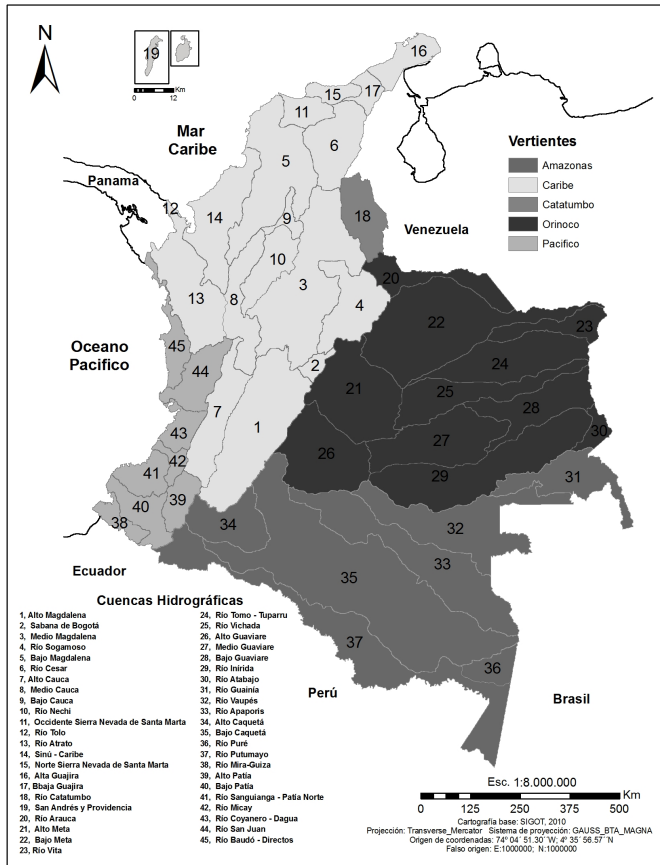 N
19
0 12
Km
16
15
17
11
6
5
Mar
Caribe
Vertientes
Amazonas
Caribe
Catatumbo
Orinoco
Pacifico
Panama
12
14
9
18
Venezuela
10
3
20
13
8
4
22
23
Oceano
Pacifico
45
44
2
24
21
25
7
28
43
1
27
30
42
26
41
29
31
39
40
38
34
32
33
Ecuador
35
37
36
Perú
Brasil
Cuencas Hidrográficas
1, Alto Magdalena
2, Sabana de Bogotá
3, Medio Magdalena
4, Río Sogamoso
5, Bajo Magdalena
6, Río Cesar
7, Alto Cauca
8, Medio Cauca
9, Bajo Cauca
10, Río Nechi
11, Occidente Sierra Nevada de Santa Marta
12, Río Tolo
13, Río Atrato
14, Sinú - Caribe
15, Norte Sierra Nevada de Santa Marta
16, Alta Guajira
17, Bbaja Guajira
18, Río Catatumbo
19, San Andrés y Providencia
20, Río Arauca
21, Alto Meta
22, Bajo Meta
23, Río Vita
24, Río Tomo - Tuparru
25, Río Vichada
26, Alto Guaviare
27, Medio Guaviare
28, Bajo Guaviare
29, Río Inirida
30, Río Atabajo
31, Río Guainía
32, Río Vaupés
33, Río Apaporis
34, Alto Caquetá
35, Bajo Caquetá
36, Río Puré
37, Río Putumayo
38, Río Mira-Guiza
39, Alto Patía
40, Bajo Patía
41, Río Sanguianga - Patía Norte
42, Río Micay
43, Río Coyanero - Dagua
44, Río San Juan
45, Río Baudó - Directos
Esc. 1:8.000.000
Km
0 125 250 375 500
Cartografía base: SIGOT, 2010
Projección: Transverse_Mercator Sistema de proyección: GAUSS_BTA_MAGNA
Origen de coordenadas: 74º 04´ 51.30´´W; 4º 35´ 56.57´´N
Falso origen: E:1000000; N:1000000